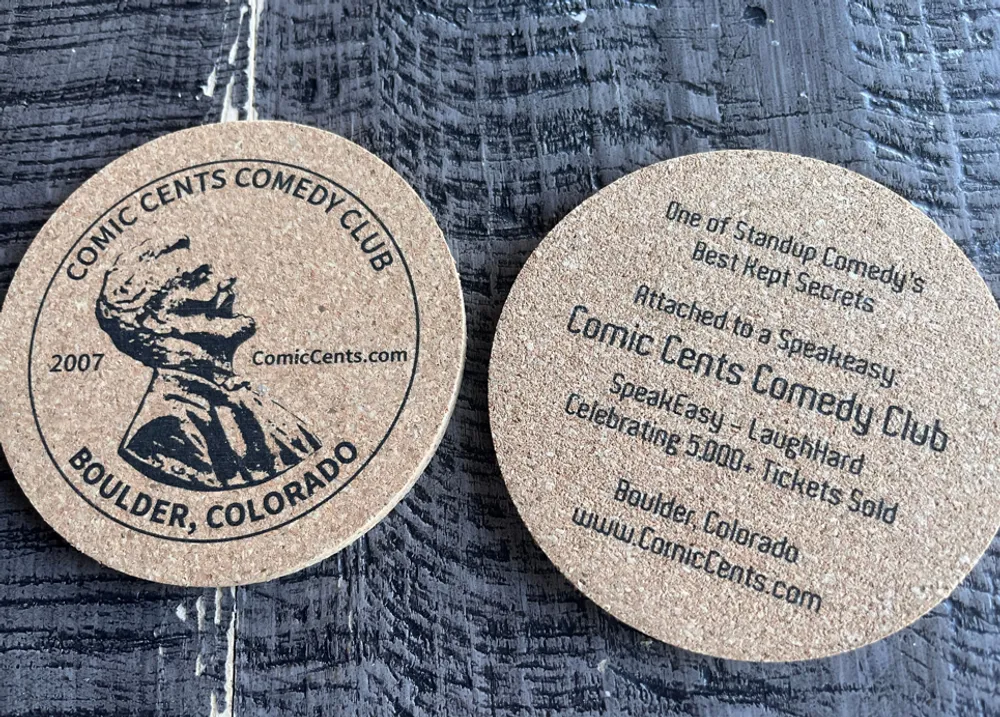 COMIC CENTS COMEDY CLUB
2007
ComicCents.com
BOULDER, COLORADO
One of Standup Comedy's
Best Kept Secrets
Attached to a Speakeasy:
Comic Cents Comedy Club
SpeakEasy - LaughHard
Celebrating 5,000+ Tickets Sold
Boulder, Colorado
www.ComicCents.com